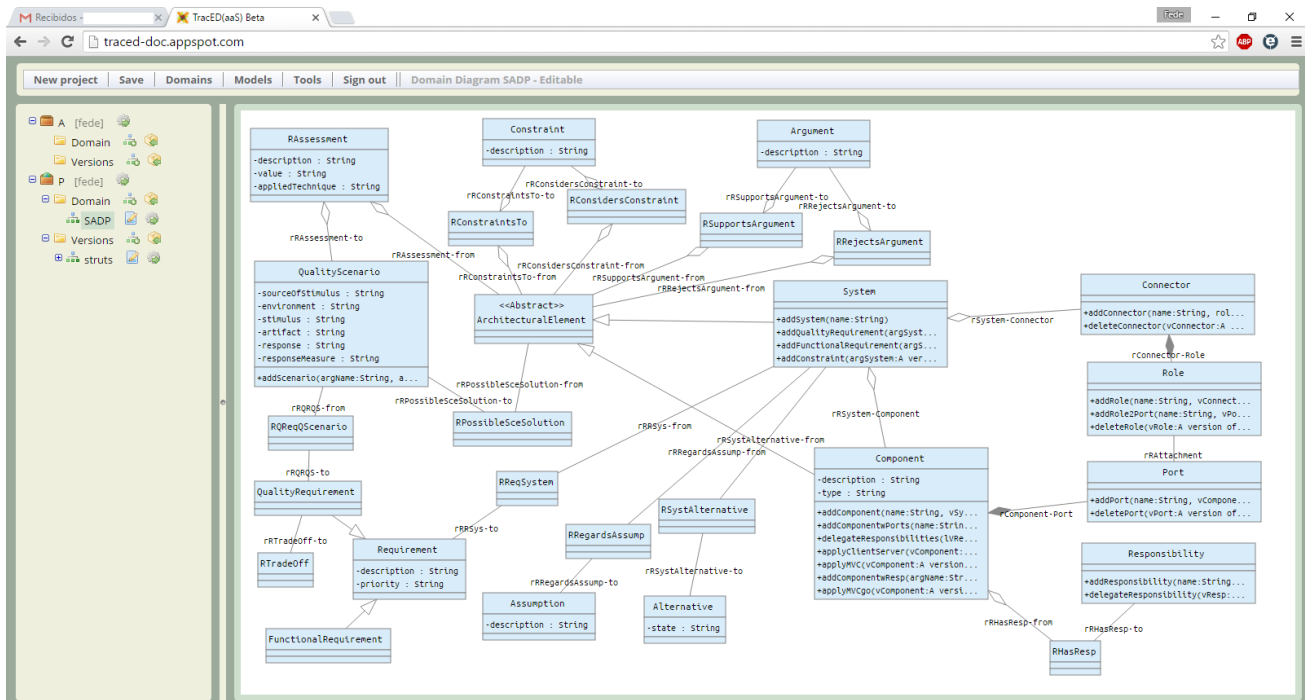 Recibidos -
TracED(aaS) Beta
Fede
traced-doc.appspot.com
ABP
New project
Save
Domains
Models
Tools
Sign out
Domain Diagram SADP - Editable
A [fede]
Domain
Versions
P [fede]
Domain
SADP
Versions
struts
RAssessment
-description : String
-value : String
-appliedTechnique : String
Constraint
-description : String
Argument
-description : String
rRConsidersConstraint-to
rRConstraintsTo-to
RConsidersConstraint
RConstraintsTo
rRSupportsArgument-to
rRRejectsArgument-to
RSupportsArgument
RRejectsArgument
rRAssessment-to
rRAssessment-from
rRConsidersConstraint-from
rRConstraintsTo-from
rRSupportsArgument-from
rRRejectsArgument-from
QualityScenario
-sourceOfStimulus : String
-environment : String
-stimulus : String
-artifact : String
-response : String
-responseMeasure : String
+addScenario(argName:String, a...
<<Abstract>>
ArchitecturalElement
System
+addSystem(name:String)
+addQualityRequirement(argSyst...
+addFunctionalRequirement(argS...
+addConstraint(argSystem:A ver...
rSystem-Connector
Connector
+addConnector(name:String, rol...
+deleteConnector(vConnector:A ...
rConnector-Role
Role
+addRole(name:String, vConnect...
+addRole2Port(name:String, vPo...
+deleteRole(vRole:A version of...
rAttachment
Port
+addPort(name:String, vCompone...
+deletePort(vPort:A version of...
rRPossibleSceSolution-from
rRPossibleSceSolution-to
RPossibleSceSolution
rRQRQS-from
RQReqQScenario
rRQRQS-to
QualityRequirement
rRTradeOff-to
RTradeOff
rRRSys-from
rRSystAlternative-from
rRRegardsAssump-from
rSystem-Component
RReqSystem
rRRSys-to
Requirement
-description : String
-priority : String
FunctionalRequirement
RRegardsAssump
rRRegardsAssump-to
Assumption
-description : String
RSystAlternative
rRSystAlternative-to
Alternative
-state : String
Component
-description : String
-type : String
+addComponent(name:String, vSy...
+addComponentwPorts(name:Strin...
+delegateResponsibilities(lVRe...
+applyClientServer(vComponent:...
+applyMVC(vComponent:A version...
+addComponentwResp(argName:Str...
+applyMVCgo(vComponent:A versi...
rComponent-Port
Responsibility
+addResponsibility(name:String...
+delegateResponsibility(vResp:...
rRHasResp-from
rRHasResp-to
RHasResp